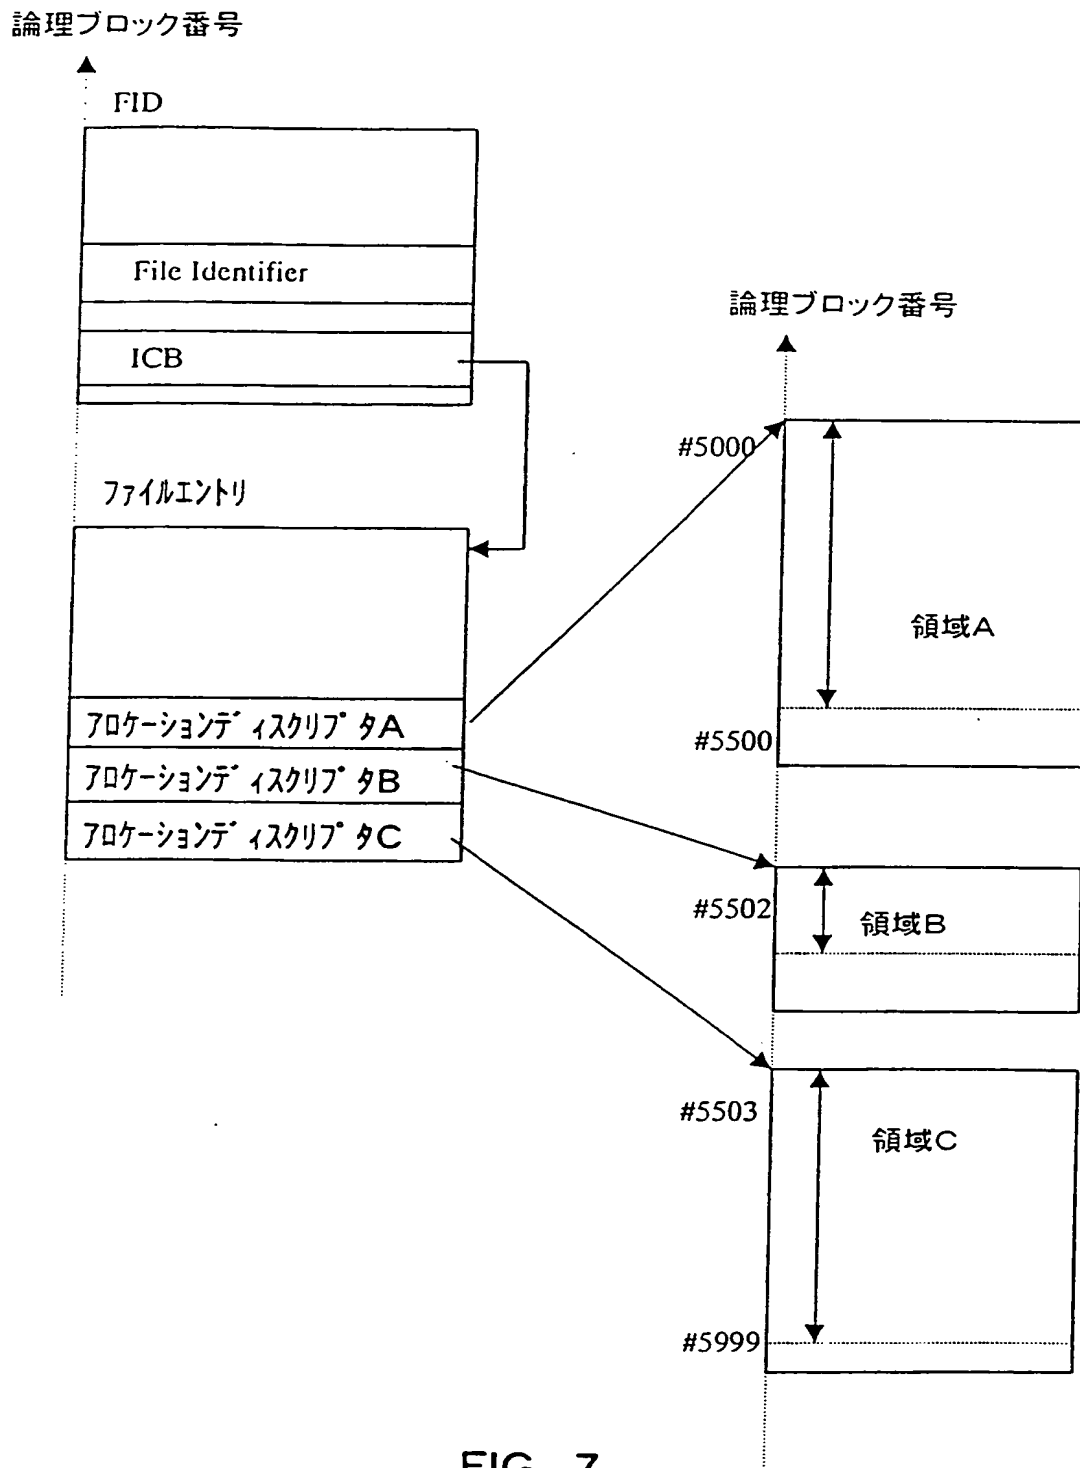 論理ブロック番号
FID
File Identifier
ICB
ファイルエントリ
アロケーションディスクリプタA
アロケーションディスクリプタB
アロケーションディスクリプタC
論理ブロック番号
#5000
領域A
#5500
#5502
領域B
#5503
領域C
#5999
FIG. 7